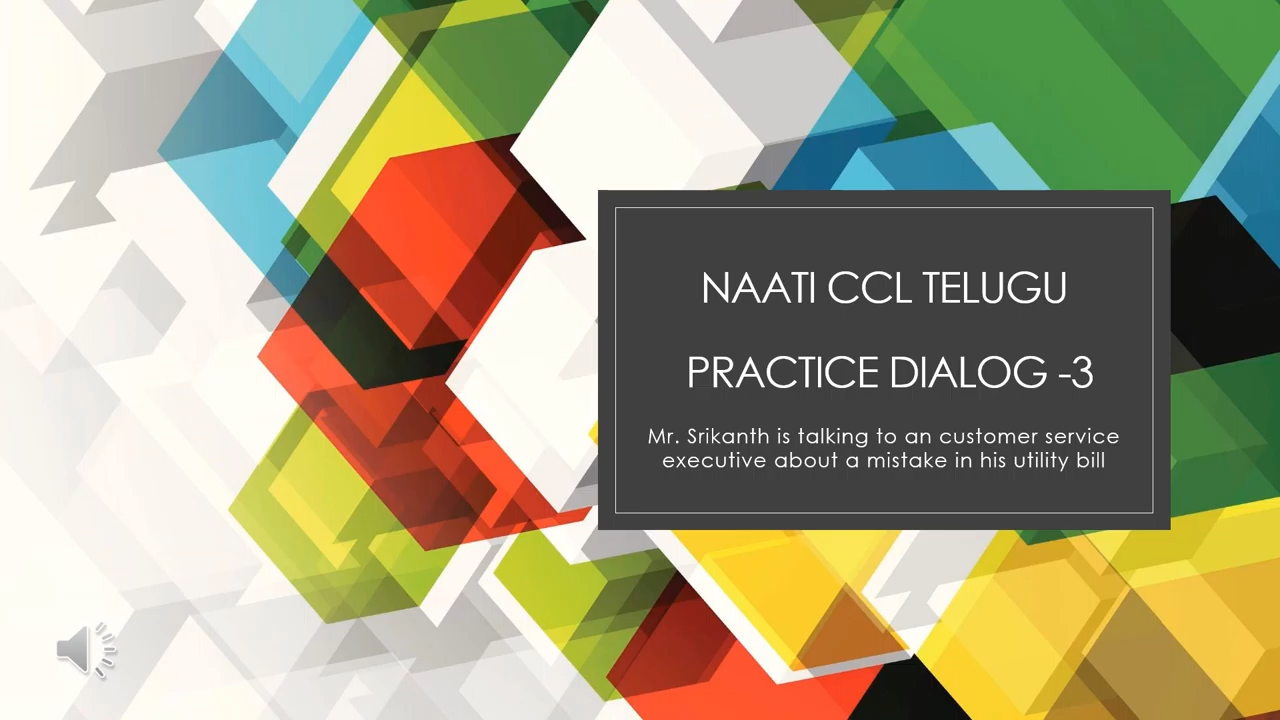 NAATI CCL TELUGU
PRACTICE DIALOG -3
Mr. Srikanth is talking to an customer service
executive about a mistake in his utility bill